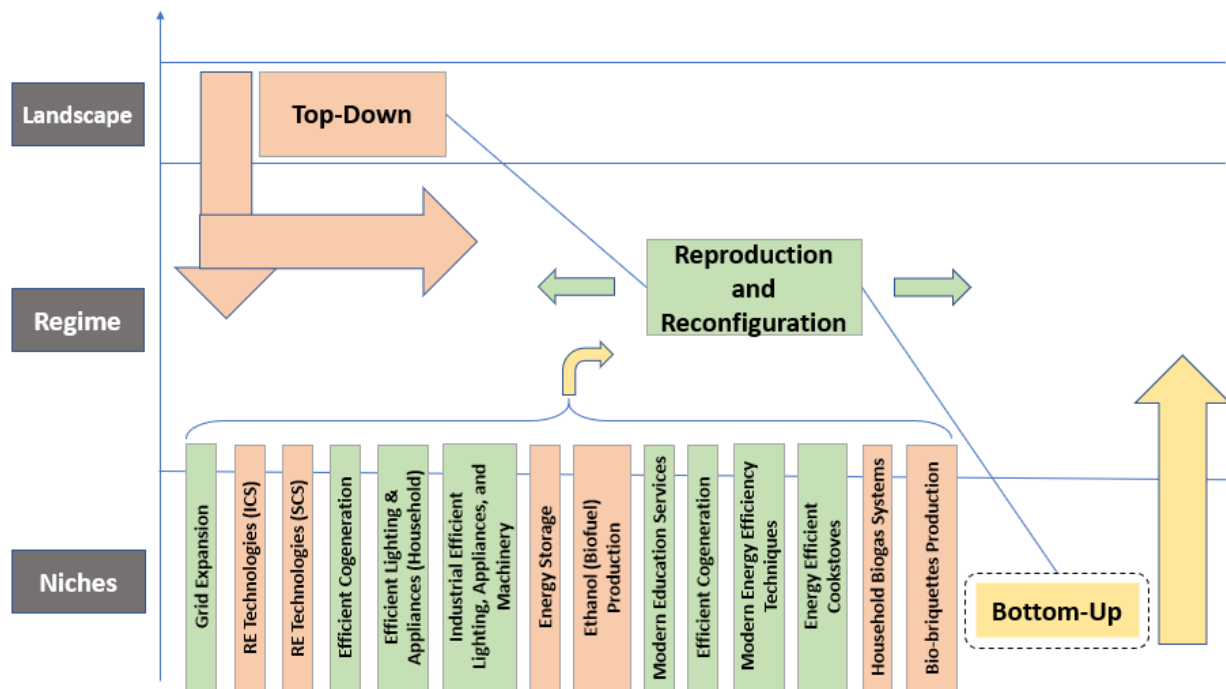 Landscape
Top-Down
Regime
Reproduction
and
Reconfiguration
Grid Expansion
RE Technologies (ICS)
RE Technologies (SCS)
Efficient Cogeneration
Efficient Lighting &
Appliances (Household)
Industrial Efficient
Lighting, Appliances, and
Machinery
Energy Storage
Ethanol (Biofuel)
Production
Modern Education Services
Efficient Cogeneration
Modern Energy Efficiency
Techniques
Energy Efficient
Cookstoves
Household Biogas Systems
Bio-briquettes Production
Niches
Bottom-Up